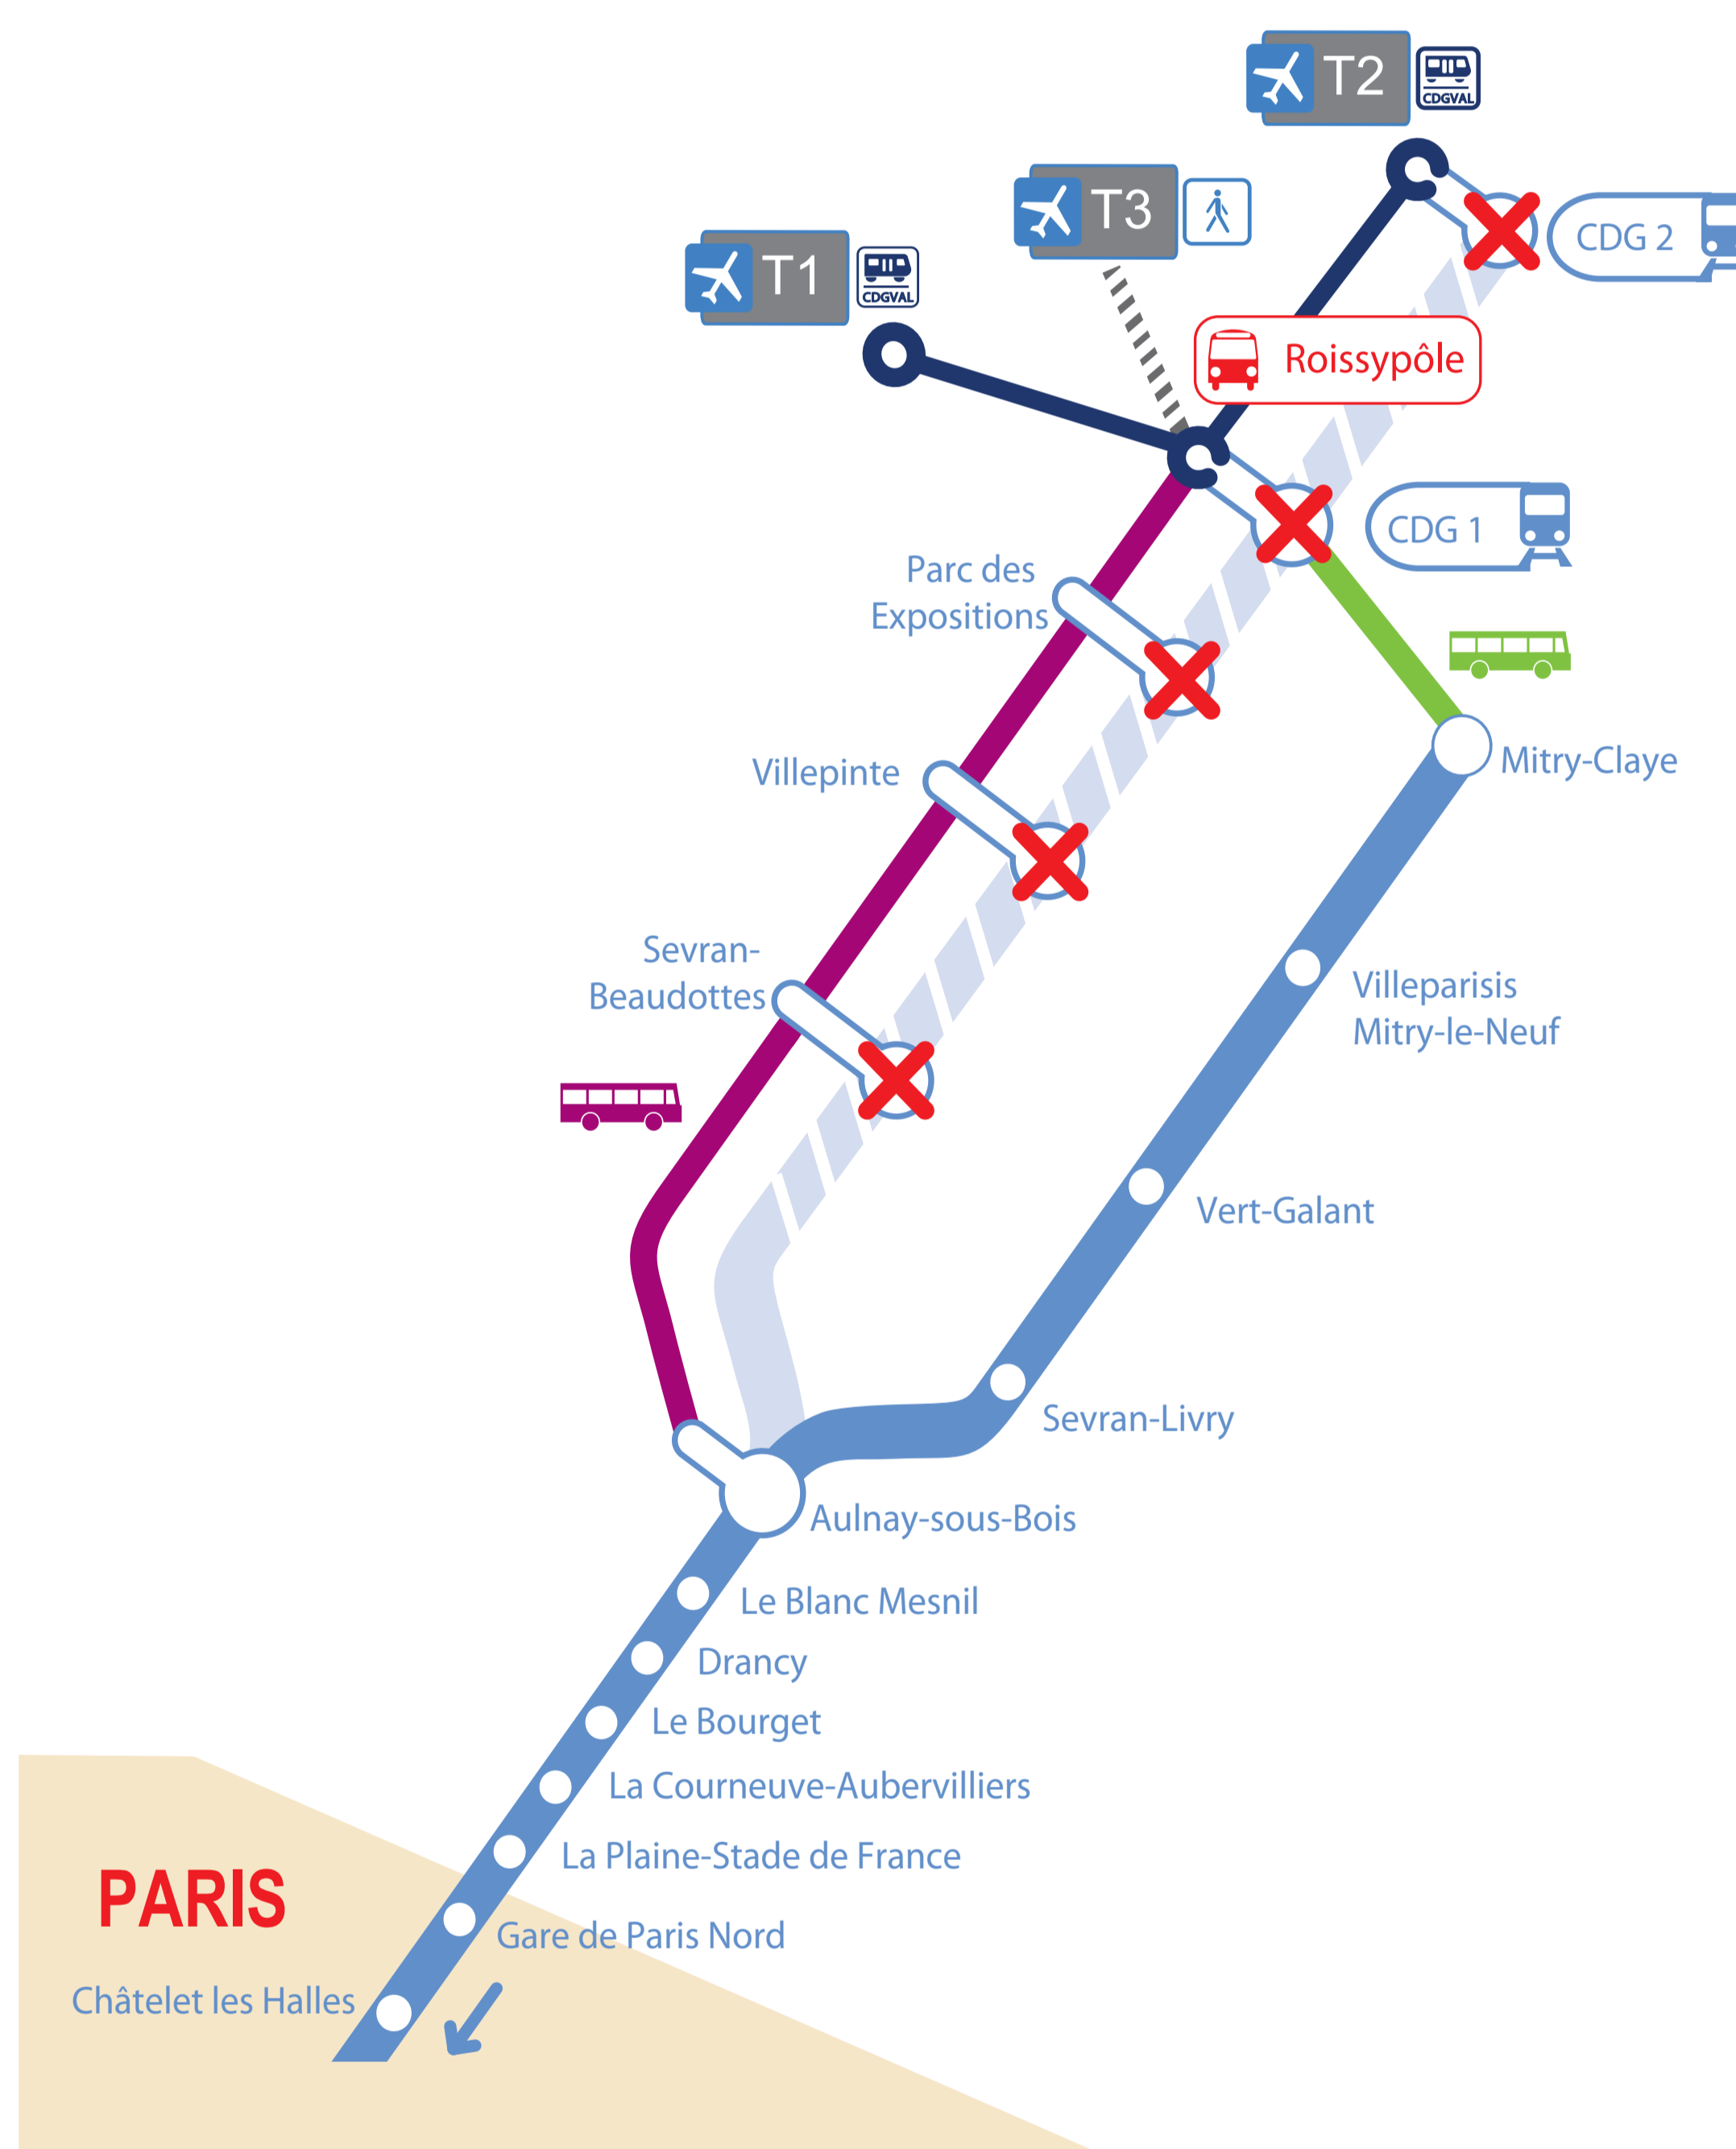 T2
CDGVAL
T3
CDG 2
T1
CDGVAL
Roissypôle
CDG 1
Parc des
Expositions
Mitry-Claye
Villepinte
Sevran-
Beaudottes
Villeparisis
Mitry-le-Neuf
Vert-Galant
Sevran-Livry
Aulnay-sous-Bois
Le Blanc Mesnil
Drancy
Le Bourget
La Courneuve-Aubervilliers
La Plaine-Stade de France
PARIS
Gare de Paris Nord
Châtelet les Halles